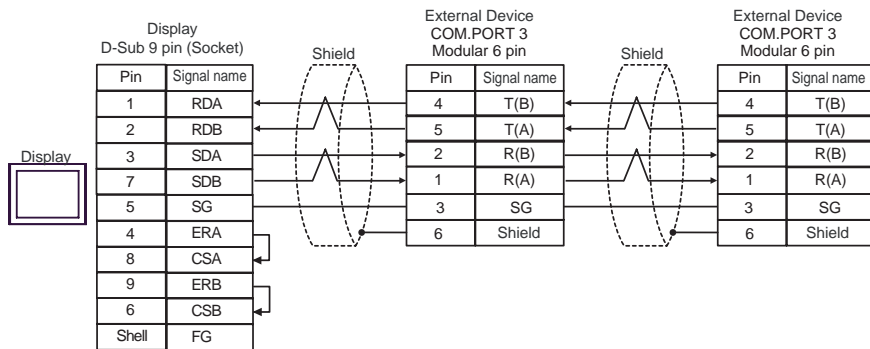 Display
D-Sub 9 pin (Socket)
Shield
External Device
COM.PORT 3
Modular 6 pin
Shield
External Device
COM.PORT 3
Modular 6 pin
Display
Pin Signal name
1 RDA
2 RDB
3 SDA
7 SDB
5 SG
4 ERA
8 CSA
9 ERB
6 CSB
Shell FG
Pin Signal name
4 T(B)
5 T(A)
2 R(B)
1 R(A)
3 SG
6 Shield
Pin Signal name
4 T(B)
5 T(A)
2 R(B)
1 R(A)
3 SG
6 Shield